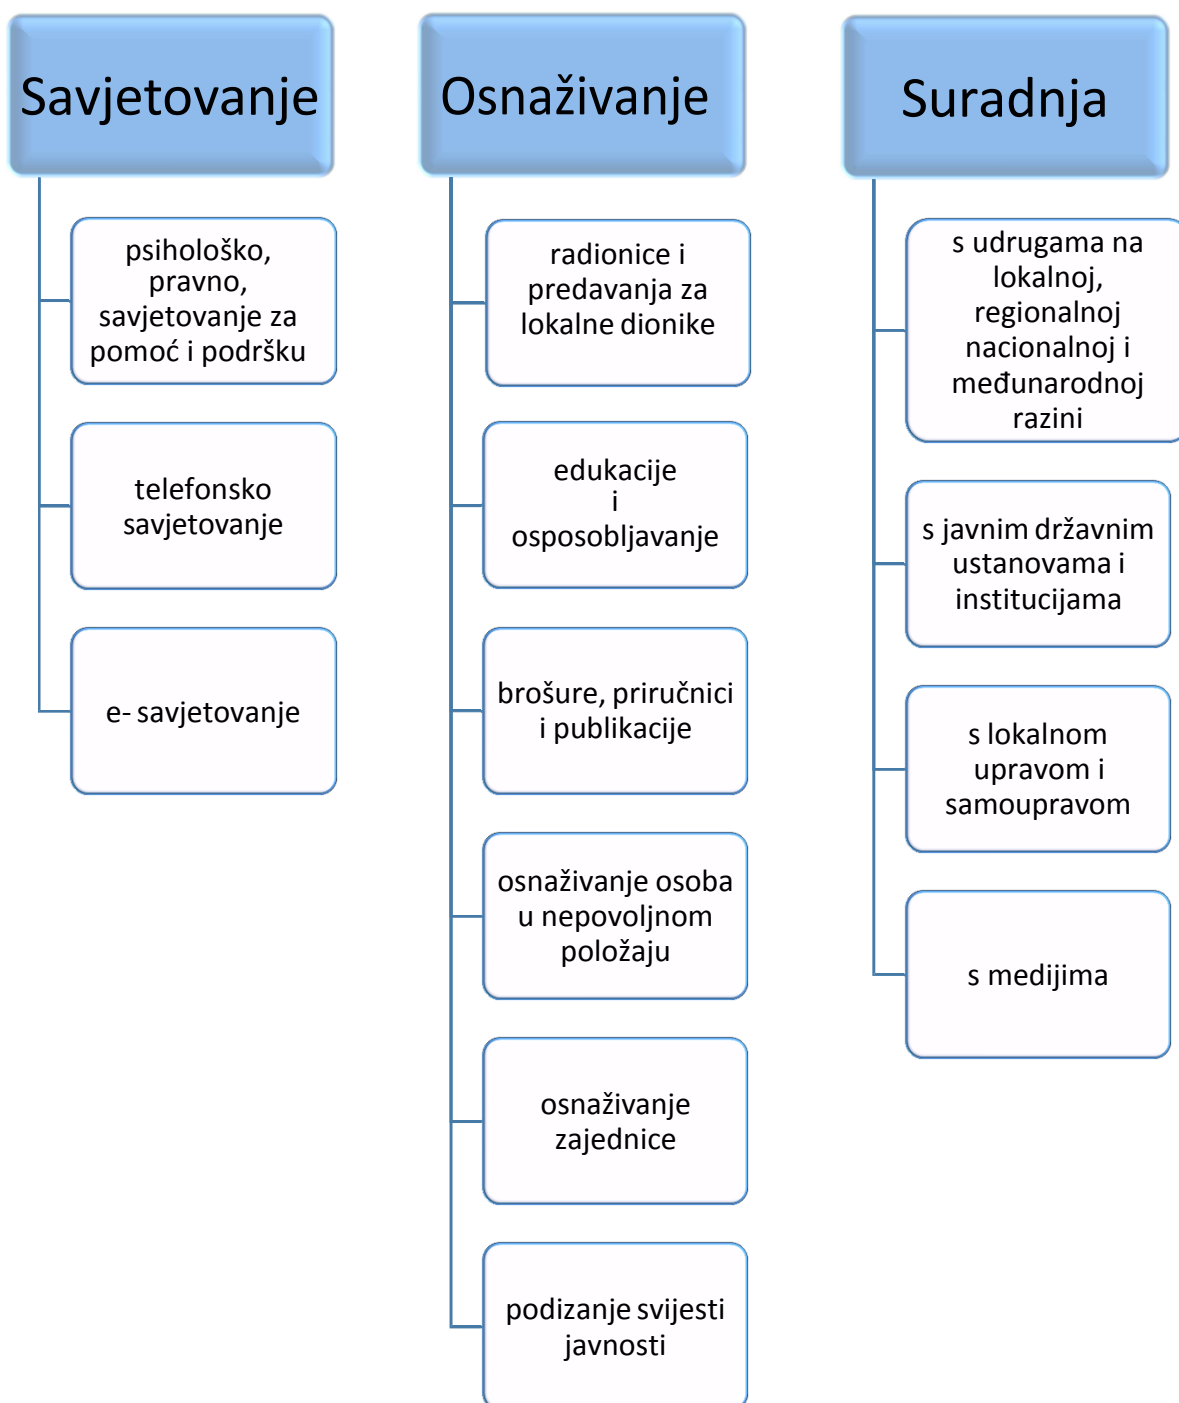 Savjetovanje
psihološko,
pravno,
savjetovanje za
pomoć i podršku
telefonsko
savjetovanje
e- savjetovanje
Osnaživanje
radionice i
predavanja za
lokalne dionike
edukacije
i
osposobljavanje
brošure, priručnici
i publikacije
osnaživanje osoba
u nepovoljnom
položaju
osnaživanje
zajednice
podizanje svijesti
javnosti
Suradnja
s udrugama na
lokalnoj,
regionalnoj
nacionalnoj i
međunarodnoj
razini
s javnim državnim
ustanovama i
institucijama
s lokalnom
upravom i
samoupravom
s medijima